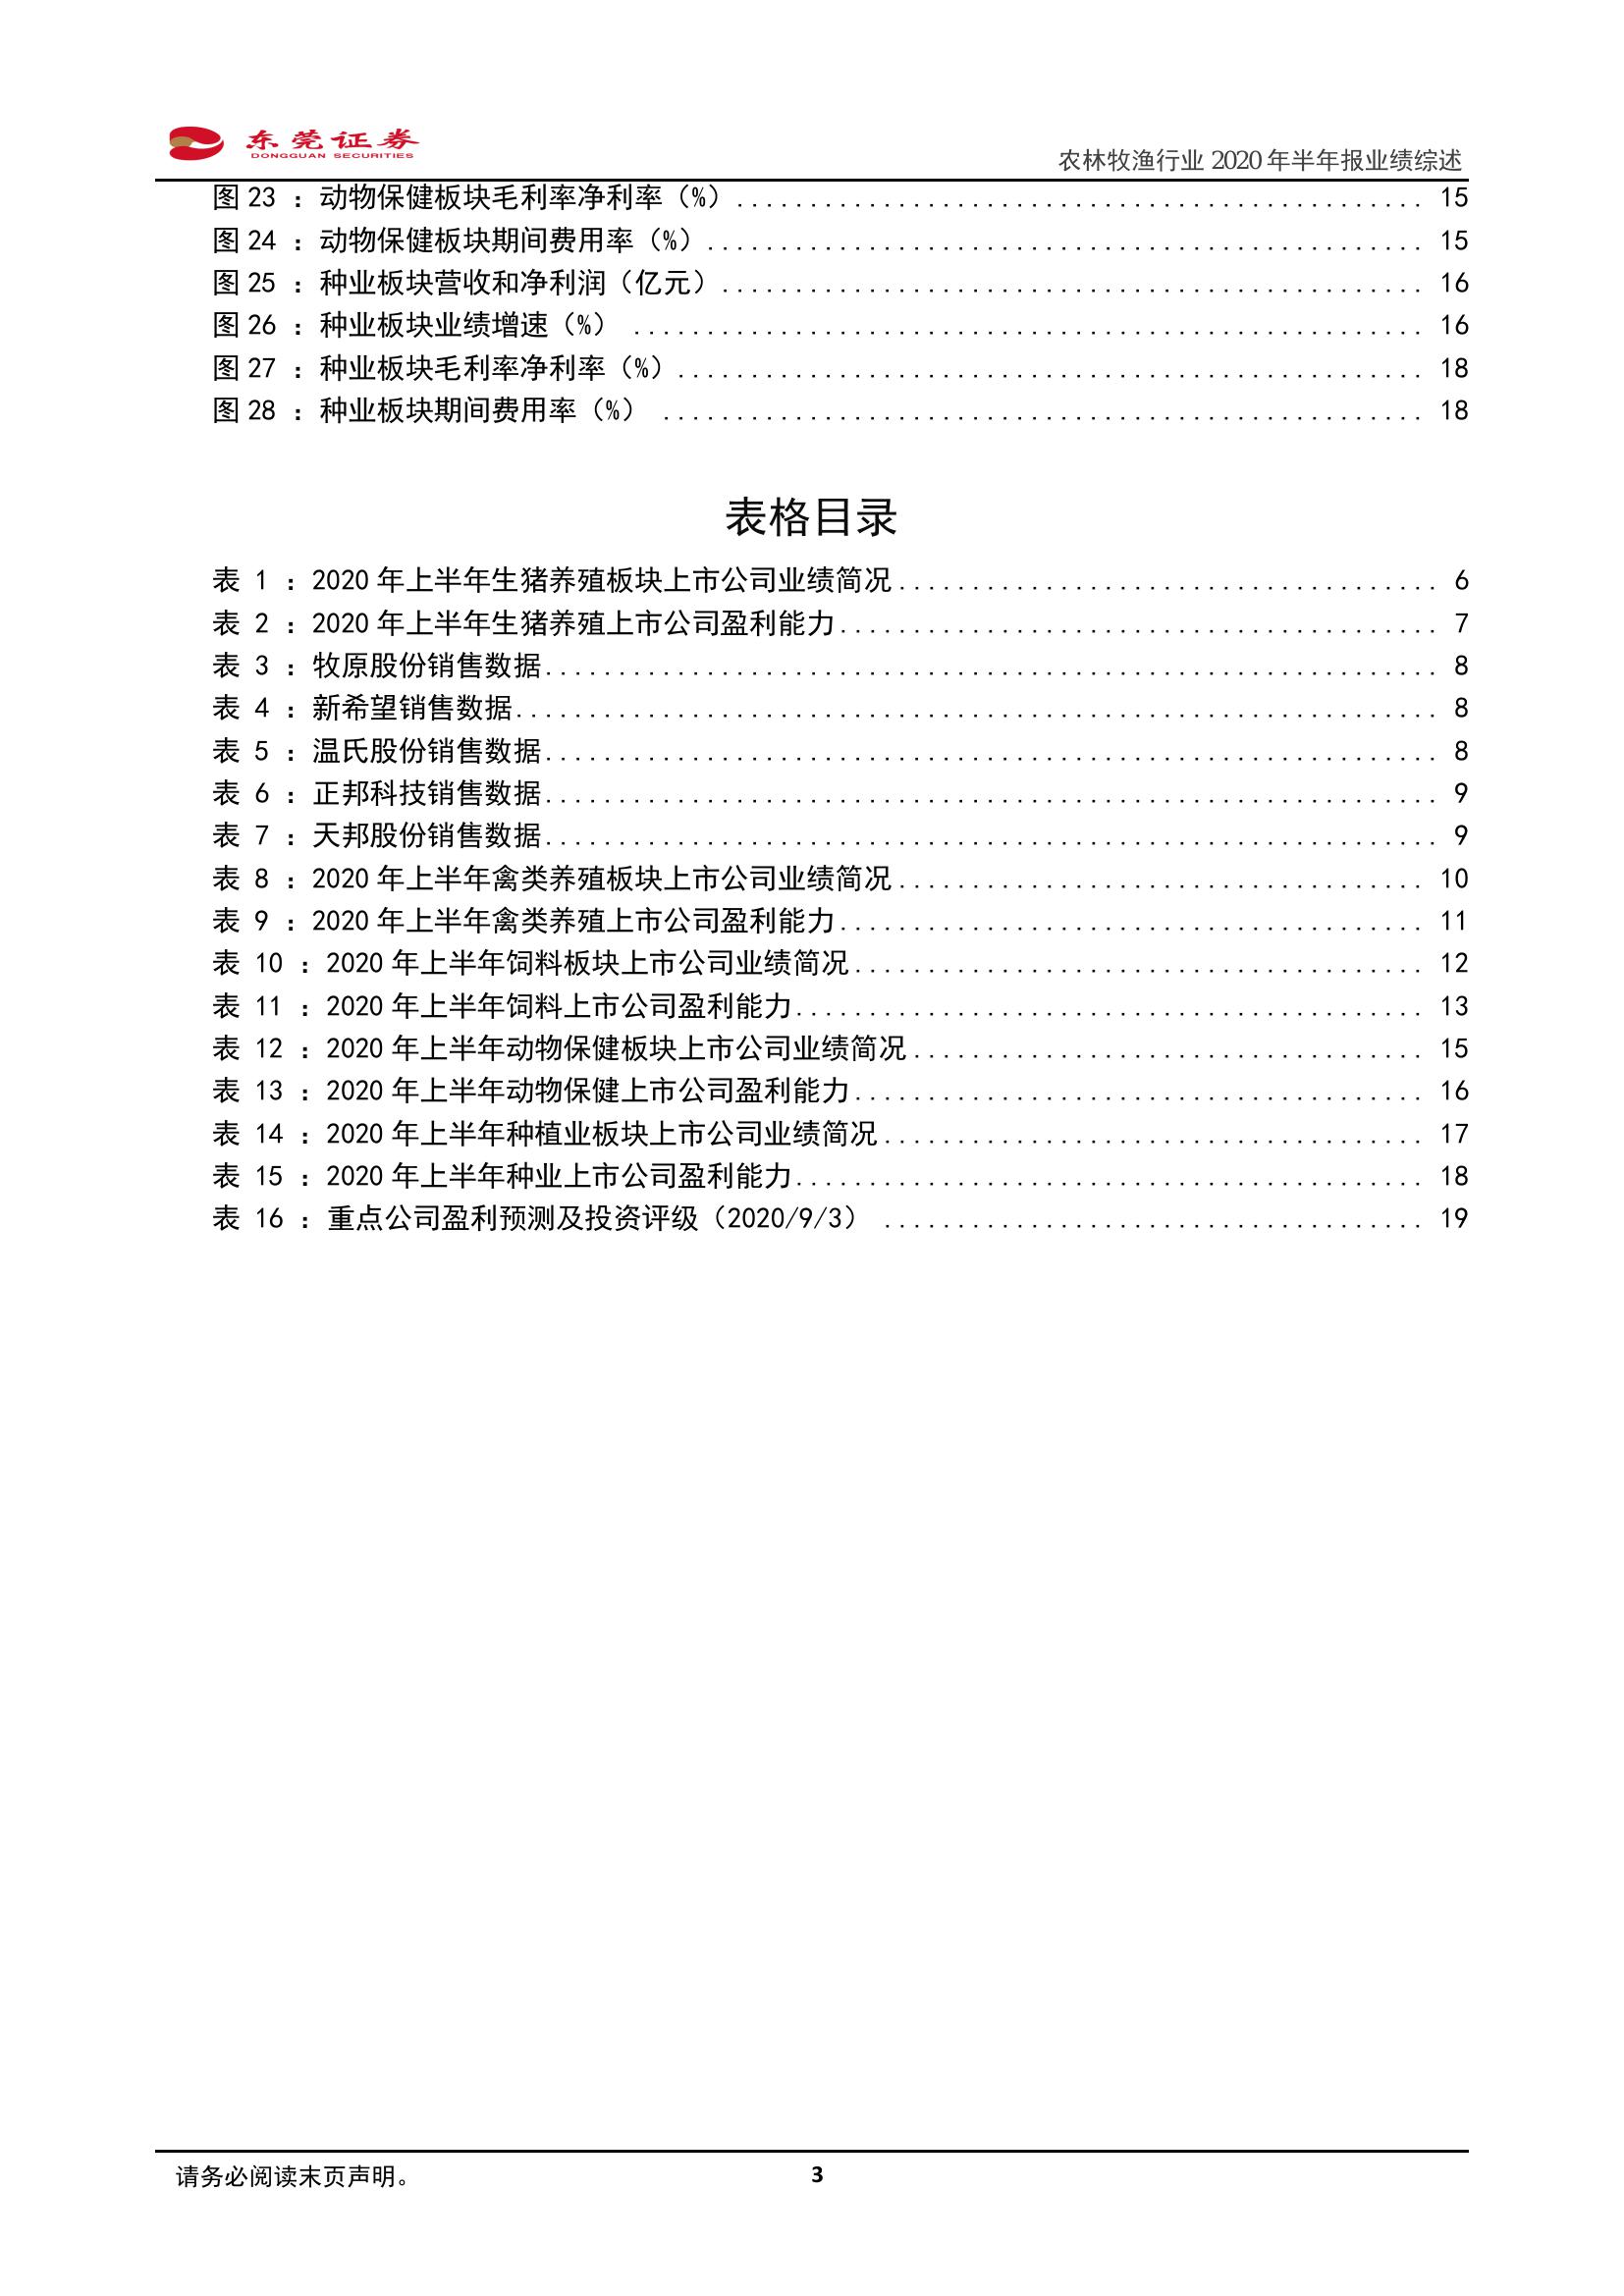 东莞证券
DONGGUAN SECURITIES
农林牧渔行业 2020 年半年报业绩综述
图 23 ：动物保健板块毛利率净利率（%）............................................... 15
图 24 ：动物保健板块期间费用率（%）................................................. 15
图 25 ：种业板块营收和净利润（亿元）................................................ 16
图 26 ：种业板块业绩增速（%） ...................................................... 16
图 27 ：种业板块毛利率净利率（%）................................................... 18
图 28 ：种业板块期间费用率（%） .................................................... 18
表格目录
表 1 ：2020 年上半年生猪养殖板块上市公司业绩简况..................................... 6
表 2 ：2020 年上半年生猪养殖上市公司盈利能力......................................... 7
表 3 ：牧原股份销售数据............................................................. 8
表 4 ：新希望销售数据............................................................... 8
表 5 ：温氏股份销售数据............................................................. 8
表 6 ：正邦科技销售数据............................................................. 9
表 7 ：天邦股份销售数据............................................................. 9
表 8 ：2020 年上半年禽类养殖板块上市公司业绩简况.................................... 10
表 9 ：2020 年上半年禽类养殖上市公司盈利能力........................................ 11
表 10 ：2020 年上半年饲料板块上市公司业绩简况....................................... 12
表 11 ：2020 年上半年饲料上市公司盈利能力........................................... 13
表 12 ：2020 年上半年动物保健板块上市公司业绩简况................................... 15
表 13 ：2020 年上半年动物保健上市公司盈利能力....................................... 16
表 14 ：2020 年上半年种植业板块上市公司业绩简况..................................... 17
表 15 ：2020 年上半年种业上市公司盈利能力........................................... 18
表 16 ：重点公司盈利预测及投资评级（2020/9/3） ..................................... 19
请务必阅读末页声明。
3